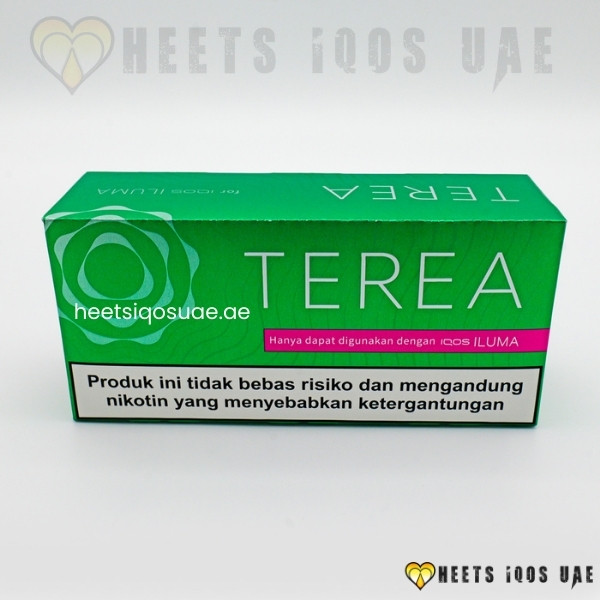 HEETS iQOS UAE
for IQOS ILUMA
TEREA
TEREA
heetsiqosuae.ae
Hanya dapat digunakan dengan IQOS ILUMA
Produk ini tidak bebas risiko dan mengandung
nikotin yang menyebabkan ketergantungan
HEETS iQOS UAE